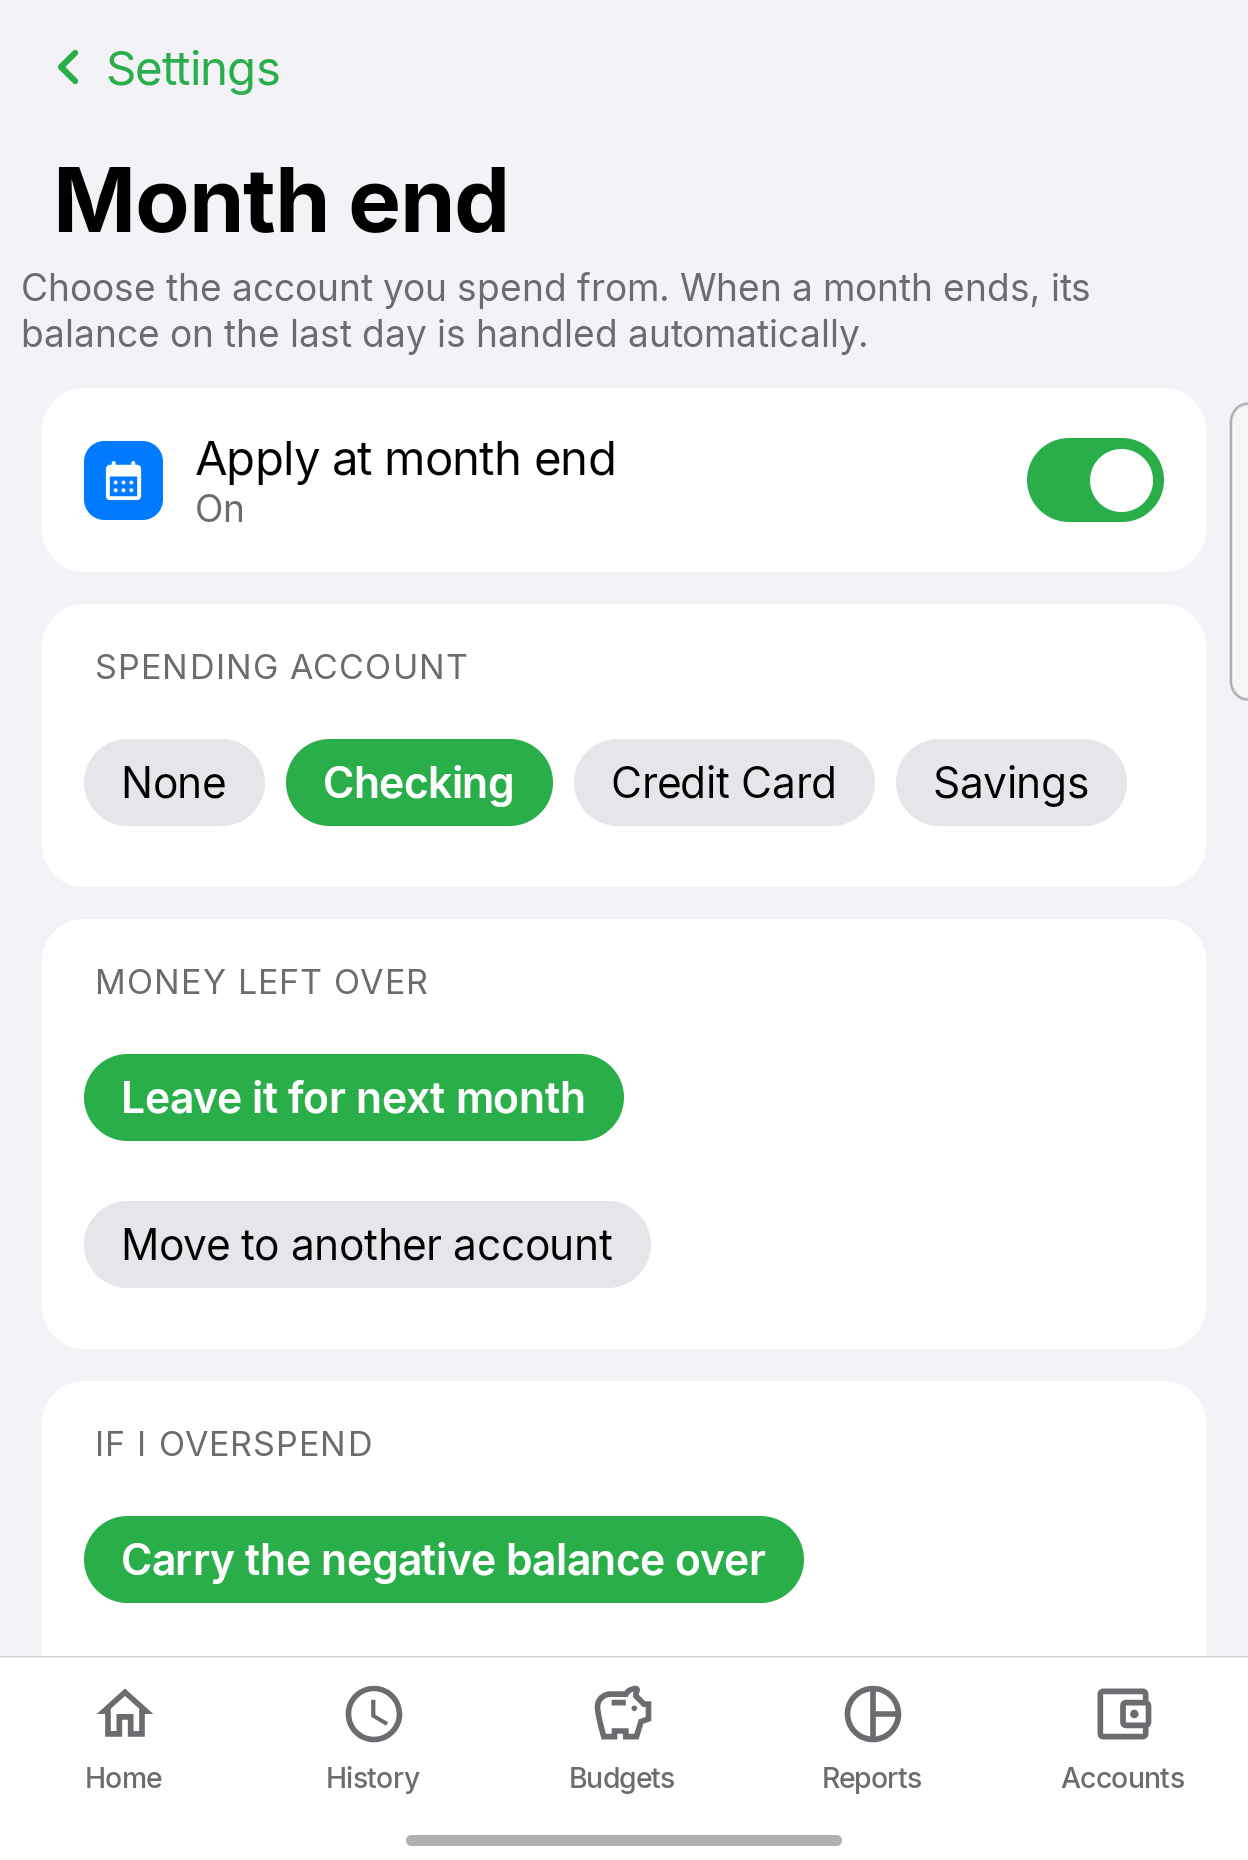 Settings
Month end
Choose the account you spend from. When a month ends, its
balance on the last day is handled automatically.
Apply at month end
On
SPENDING ACCOUNT
None Checking Credit Card Savings
MONEY LEFT OVER
Leave it for next month
Move to another account
IF I OVERSPEND
Carry the negative balance over
Home History Budgets Reports Accounts